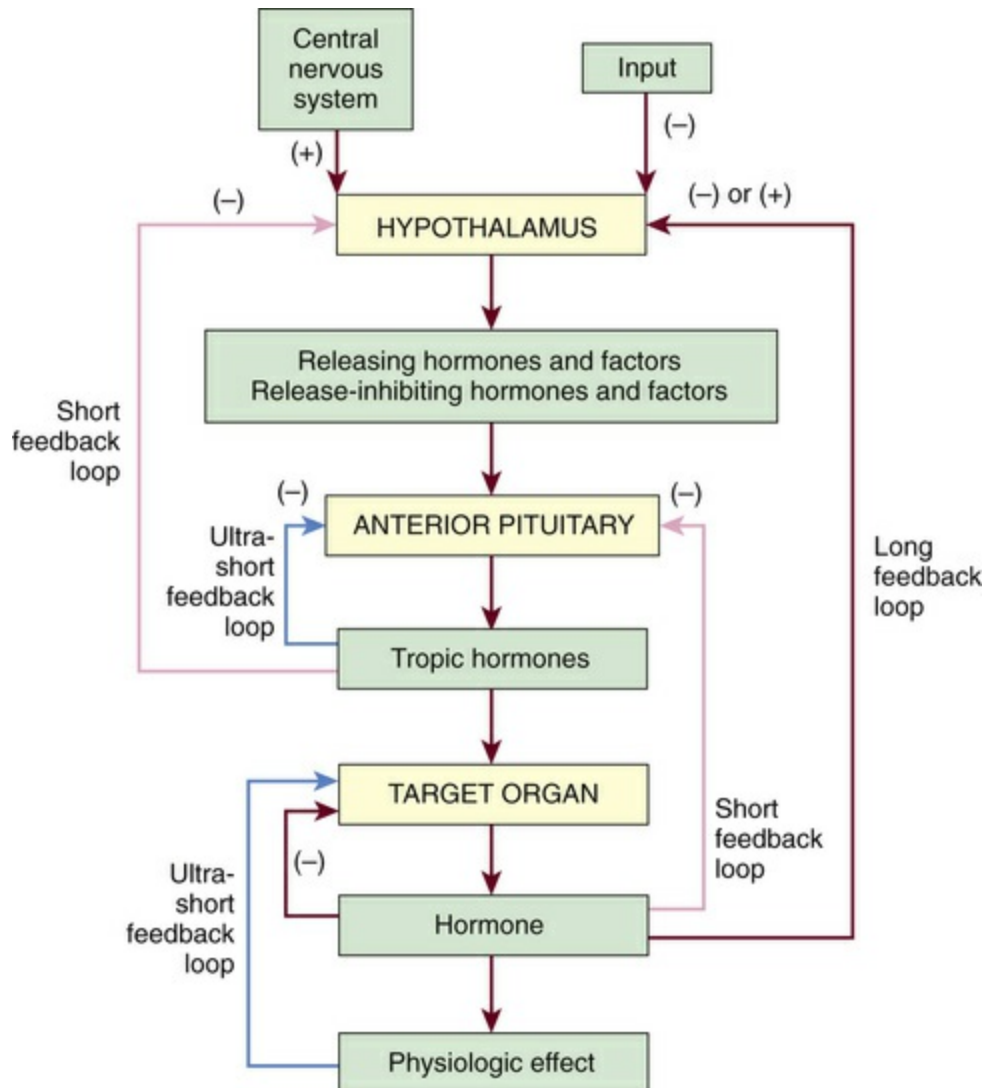 Central
nervous
system
Input
(+)
(–)
(–)
(–) or (+)
HYPOTHALAMUS
Releasing hormones and factors
Release-inhibiting hormones and factors
Short
feedback
loop
(–)
(–)
ANTERIOR PITUITARY
Ultra-
short
feedback
loop
Long
feedback
loop
Tropic hormones
TARGET ORGAN
(–)
Short
feedback
loop
Ultra-
short
feedback
loop
Hormone
Physiologic effect